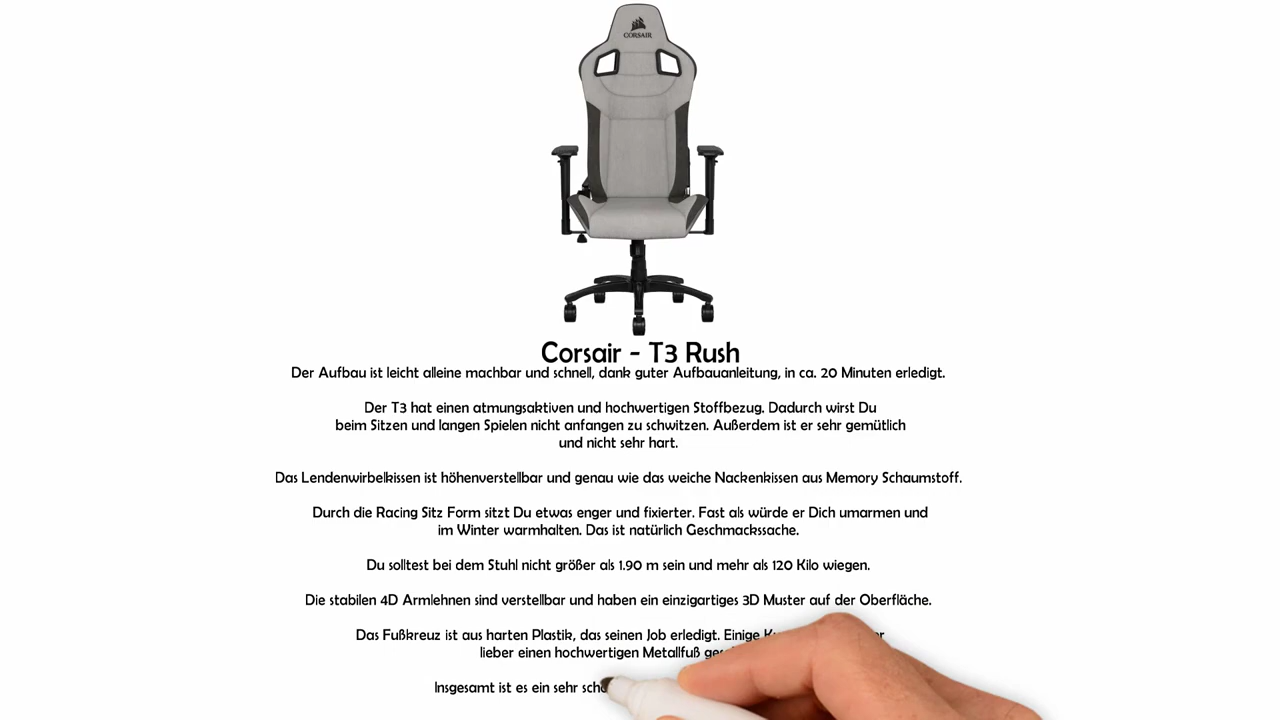 CORSAIR
Corsair - T3 Rush
Der Aufbau ist leicht alleine machbar und schnell, dank guter Aufbauanleitung, in ca. 20 Minuten erledigt.
Der T3 hat einen atmungsaktiven und hochwertigen Stoffbezug. Dadurch wirst Du
beim Sitzen und langen Spielen nicht anfangen zu schwitzen. Außerdem ist er sehr gemütlich
und nicht sehr hart.
Das Lendenwirbelkissen ist höhenverstellbar und genau wie das weiche Nackenkissen aus Memory Schaumstoff.
Durch die Racing Sitz Form sitzt Du etwas enger und fixierter. Fast als würde er Dich umarmen und
im Winter warmhalten. Das ist natürlich Geschmackssache.
Du solltest bei dem Stuhl nicht größer als 1.90 m sein und mehr als 120 Kilo wiegen.
Die stabilen 4D Armlehnen sind verstellbar und haben ein einzigartiges 3D Muster auf der Oberfläche.
Das Fußkreuz ist aus harten Plastik, das seinen Job erledigt. Einige
lieber einen hochwertigen Metallfuß
Insgesamt ist es ein sehr